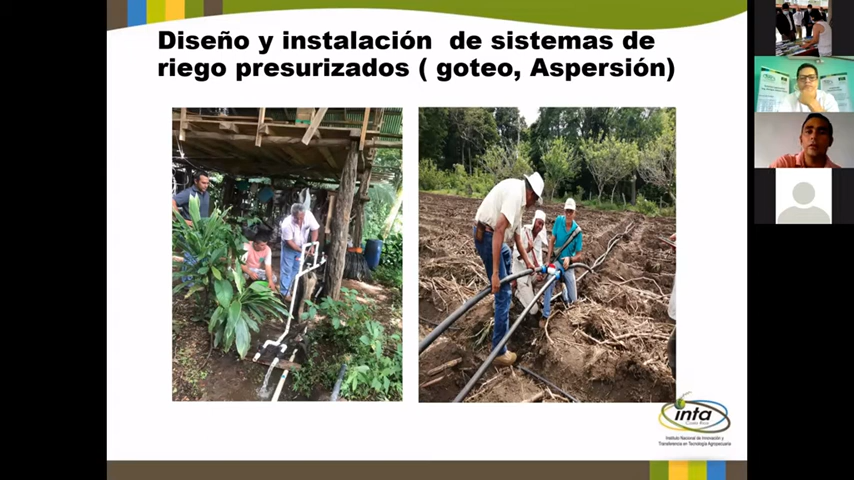 Diseño y instalación de sistemas de
riego presurizados ( goteo, Aspersión)
inta
COSTA RICA
Instituto Nacional de Innovación y
Transferencia en Tecnología Agropecuaria